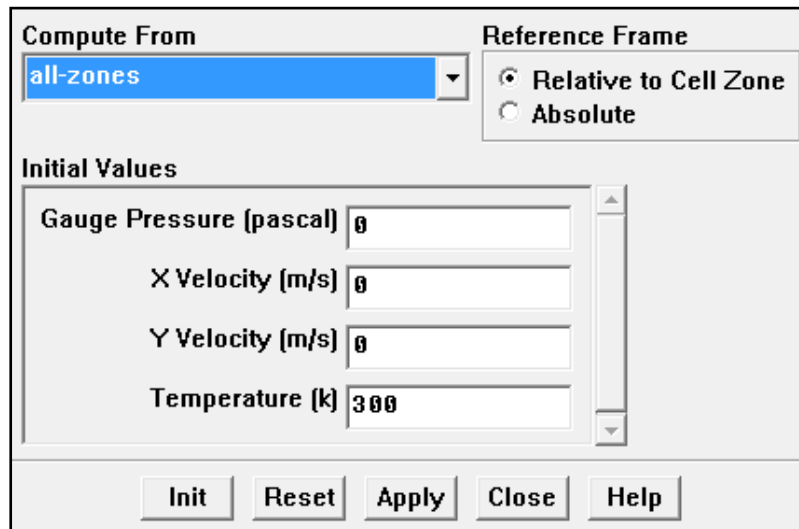 Compute From
all-zones
Reference Frame
Relative to Cell Zone
Absolute
Initial Values
Gauge Pressure (pascal) 0
X Velocity (m/s) 0
Y Velocity (m/s) 0
Temperature (k) 300
Init Reset Apply Close Help